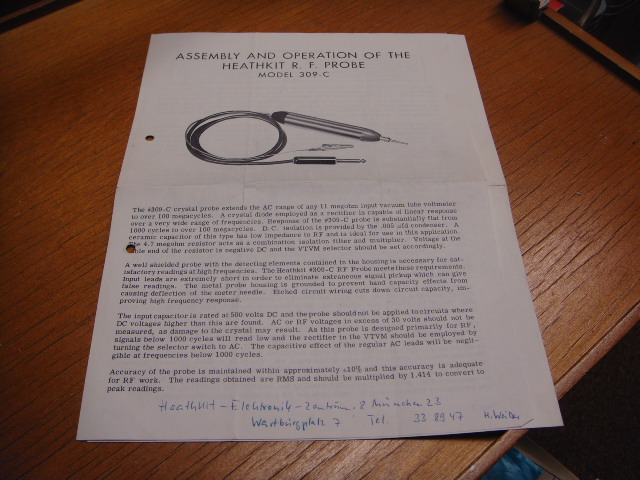 ASSEMBLY AND OPERATION OF THE
HEATHKIT R. F. PROBE
MODEL 309-C
The #309-C crystal probe extends the AC range of any 11 megohm input vacuum tube voltmeter
to over 100 megacycles. A crystal diode employed as a rectifier is capable of linear response
over a very wide range of frequencies. Response of the #309-C probe is substantially flat from
1000 cycles to over 100 megacycles. D.C. isolation is provided by the .005 mfd condenser. A
ceramic capacitor of this type has low impedance to RF and is ideal for use in this application.
The 4.7 megohm resistor acts as a combination isolation filter and multiplier. Voltage at the
end of the resistor is negative DC and the VTVM selector should be set accordingly.
A well shielded probe with the detecting elements contained in the housing is necessary for sat-
isfactory readings at high frequencies. The Heathkit #309-C RF Probe meets these requirements.
Input leads are extremely short in order to eliminate extraneous signal pickup which can give
false readings. The metal probe housing is grounded to prevent hand capacity effects from
causing deflection of the meter needle. Etched circuit wiring cuts down circuit capacity, im-
proving high frequency response.
The input capacitor is rated at 500 volts DC and the probe should not be applied to circuits where
DC voltages higher than this are found. AC or RF voltages in excess of 30 volts should not be
measured, as damage to the crystal may result. As this probe is designed primarily for RF,
signals below 1000 cycles will read low and the rectifier in the VTVM should be employed by
turning the selector switch to AC. The capacitive effect of the regular AC leads will be negli-
gible at frequencies below 1000 cycles.
Accuracy of the probe is maintained within approximately ±10% and this accuracy is adequate
for RF work. The readings obtained are RMS and should be multiplied by 1.414 to convert to
peak readings.
HeathKit - Elektronik - Zentrum, 8 München 23
Wartburgplatz 7 Tel. 33 89 47